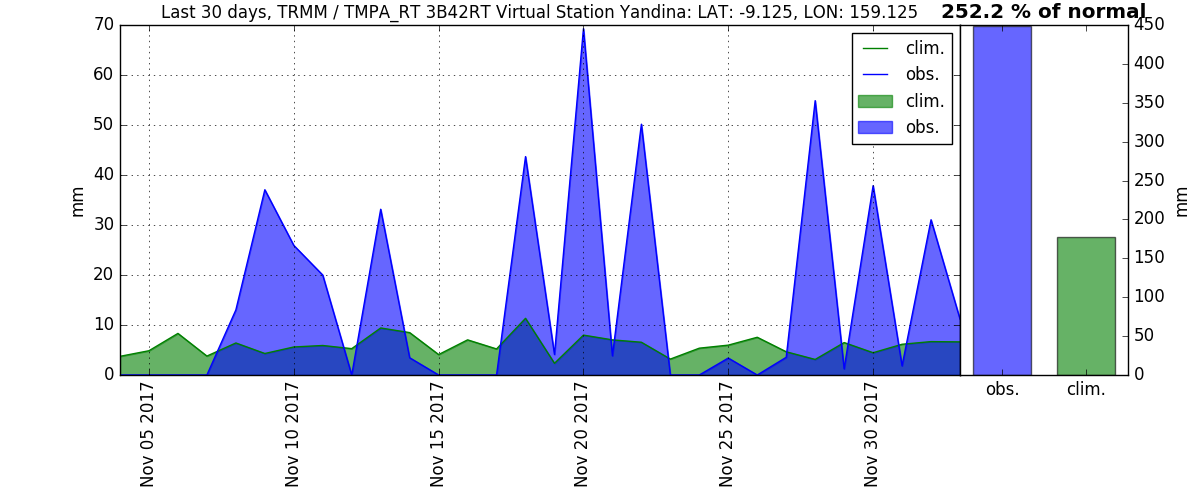 Last 30 days, TRMM / TMPA_RT 3B42RT Virtual Station Yandina: LAT: -9.125, LON: 159.125
252.2 % of normal
70
60
50
40
30
20
10
0
mm
clim.
obs.
clim.
obs.
Nov 05 2017
Nov 10 2017
Nov 15 2017
Nov 20 2017
Nov 25 2017
Nov 30 2017
450
400
350
300
250
200
150
100
50
0
mm
obs.
clim.